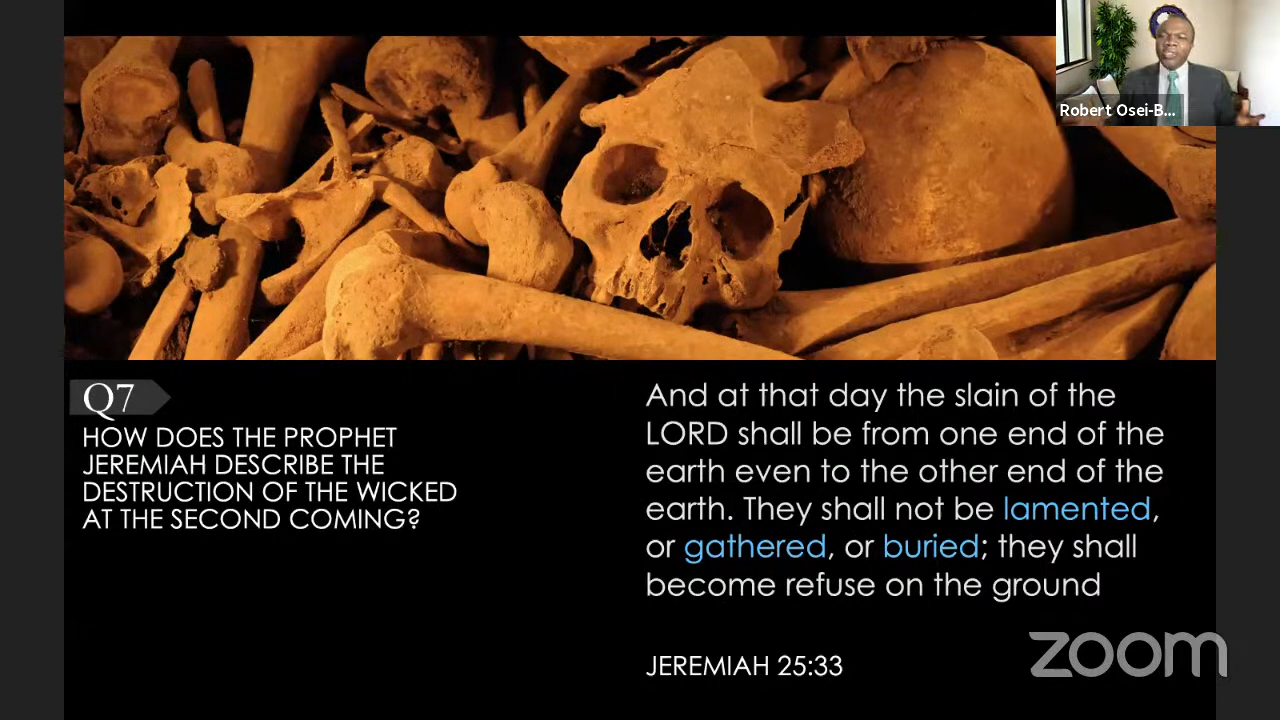 Robert Osei-B...
Q7
HOW DOES THE PROPHET
JEREMIAH DESCRIBE THE
DESTRUCTION OF THE WICKED
AT THE SECOND COMING?
And at that day the slain of the
LORD shall be from one end of the
earth even to the other end of the
earth. They shall not be lamented,
or gathered, or buried; they shall
become refuse on the ground
JEREMIAH 25:33
zoom